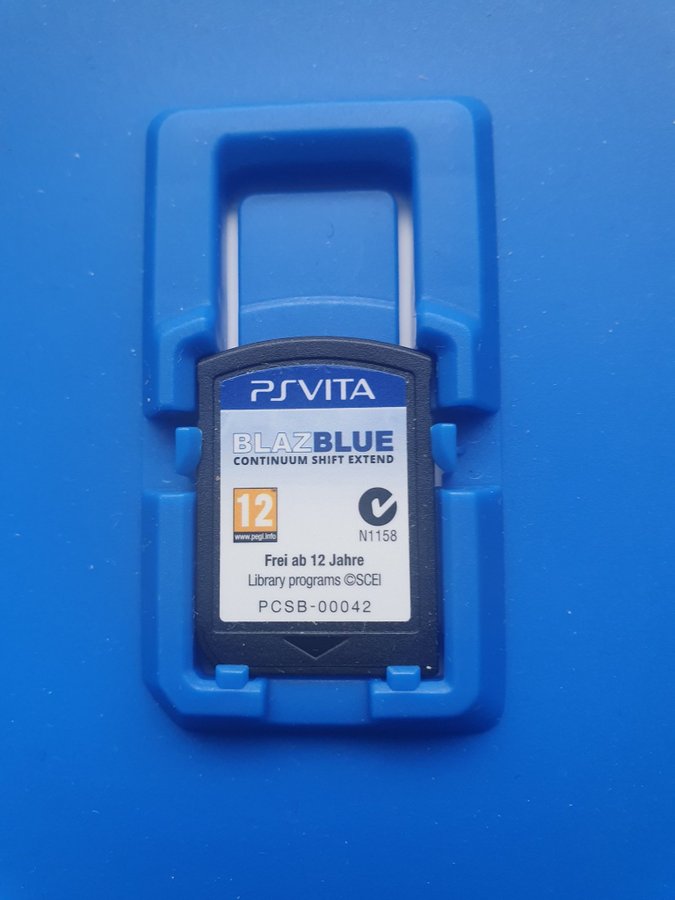 PSVITA
BLAZBLUE
CONTINUUM SHIFT EXTEND
12
www.pegi.info
N1158
Frei ab 12 Jahre
Library programs ©SCEI
PCSB-00042